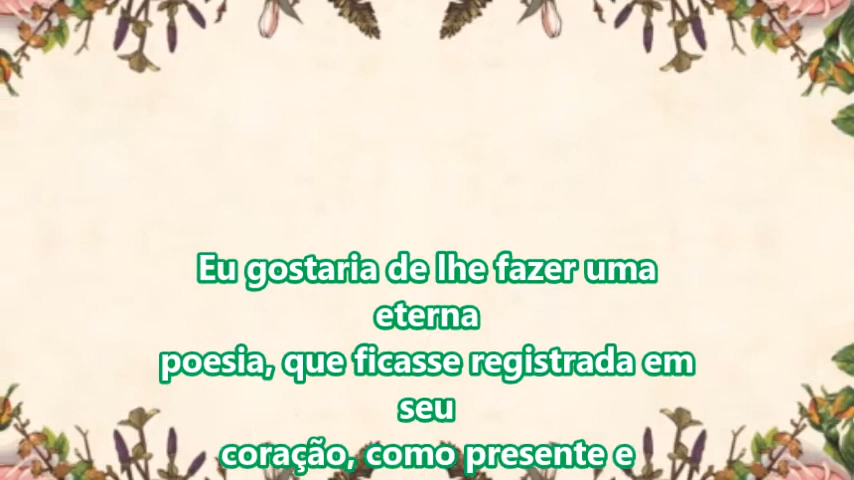 Eu gostaria de lhe fazer uma
eterna
poesia, que ficasse registrada em
seu
coração, como presente e